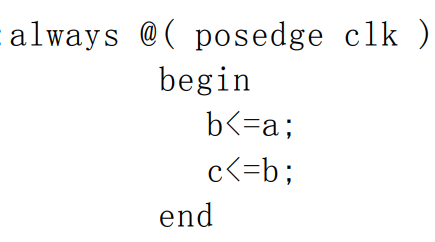 :always @( posedge clk )
begin
b<=a;
c<=b;
end